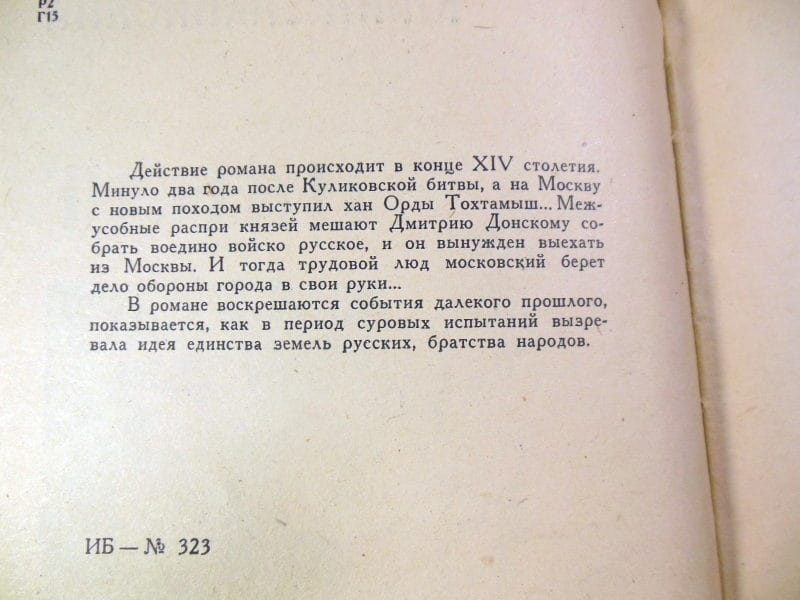 Р2
Г15
Действие романа происходит в конце XIV столетия.
Минуло два года после Куликовской битвы, а на Москву
с новым походом выступил хан Орды Тохтамыш... Меж-
усобные распри князей мешают Дмитрию Донскому со-
брать воедино войско русское, и он вынужден выехать
из Москвы. И тогда трудовой люд московский берет
дело обороны города в свои руки...
В романе воскрешаются события далекого прошлого,
показывается, как в период суровых испытаний вызре-
вала идея единства земель русских, братства народов.
ИБ — № 323